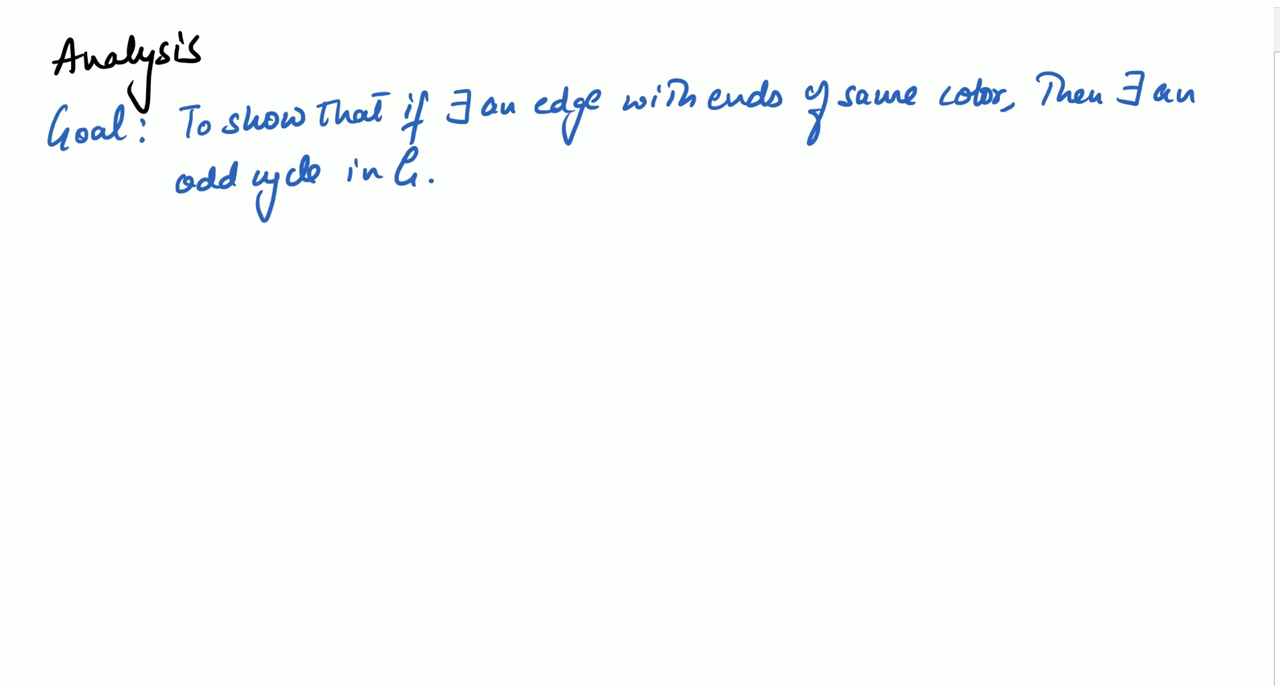 Analysis
Goal: To show that if ∃ an edge with ends of same color, Then ∃ an
odd cycle in G.